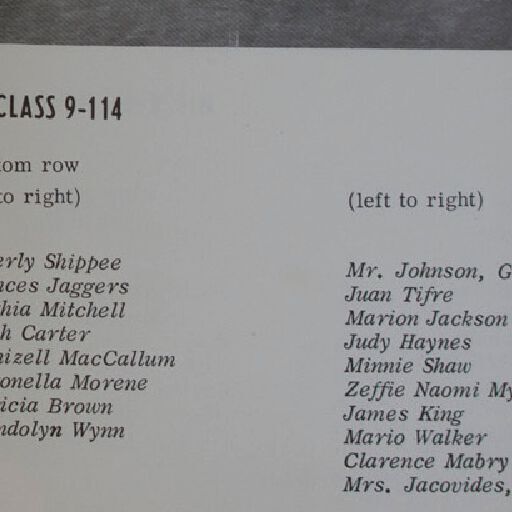 CLASS 9-114
tom row
to right)
erly Shippee
nces Jaggers
thia Mitchell
h Carter
nizell MacCallum
onella Morene
icia Brown
ndolyn Wynn
(left to right)
Mr. Johnson, G
Juan Tifre
Marion Jackson
Judy Haynes
Minnie Shaw
Zeffie Naomi My
James King
Mario Walker
Clarence Mabry
Mrs. Jacovides,